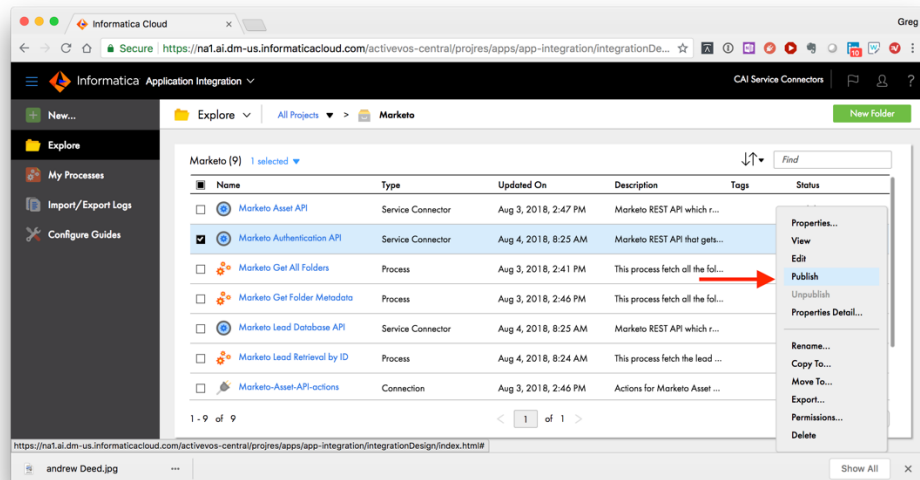 Informatica Cloud
Greg
Secure https://na1.ai.dm-us.informaticacloud.com/activevos-central/projres/apps/app-integration/integrationDe...
Informatica Application Integration
CAI Service Connectors
?
New...
Explore All Projects > Marketo
New Folder
Explore
My Processes
Import/Export Logs
Configure Guides
Marketo (9) 1 selected
Find
Name Type Updated On Description Tags Status
Marketo Asset API Service Connector Aug 3, 2018, 2:47 PM Marketo REST API which r...
Marketo Authentication API Service Connector Aug 4, 2018, 8:25 AM Marketo REST API that gets...
Marketo Get All Folders Process Aug 3, 2018, 2:41 PM This process fetch all the fol...
Marketo Get Folder Metadata Process Aug 3, 2018, 2:46 PM This process fetch all the fol...
Marketo Lead Database API Service Connector Aug 4, 2018, 8:25 AM Marketo REST API which r...
Marketo Lead Retrieval by ID Process Aug 4, 2018, 8:24 AM This process fetch the lead ...
Marketo-Asset-API-actions Connection Aug 3, 2018, 2:46 PM Actions for Marketo Asset ...
Properties...
View
Edit
Publish
Unpublish
Properties Detail...
Rename...
Copy To...
Move To...
Export...
Permissions...
Delete
1 - 9 of 9
< 1 of 1 >
https://na1.ai.dm-us.informaticacloud.com/activevos-central/projres/apps/app-integration/integrationDesign/index.html#
andrew Deed.jpg
Show All